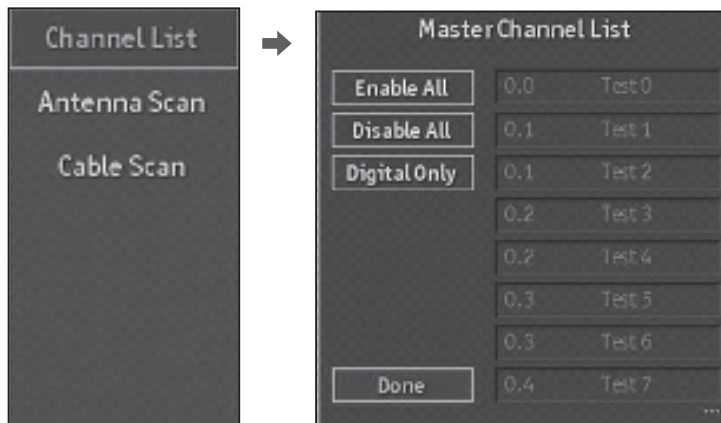 Channel List
Antenna Scan
Cable Scan
Master Channel List
Enable All
Disable All
Digital Only
Done
0.0 Test 0
0.1 Test 1
0.1 Test 2
0.2 Test 3
0.2 Test 4
0.3 Test 5
0.3 Test 6
0.4 Test 7
...